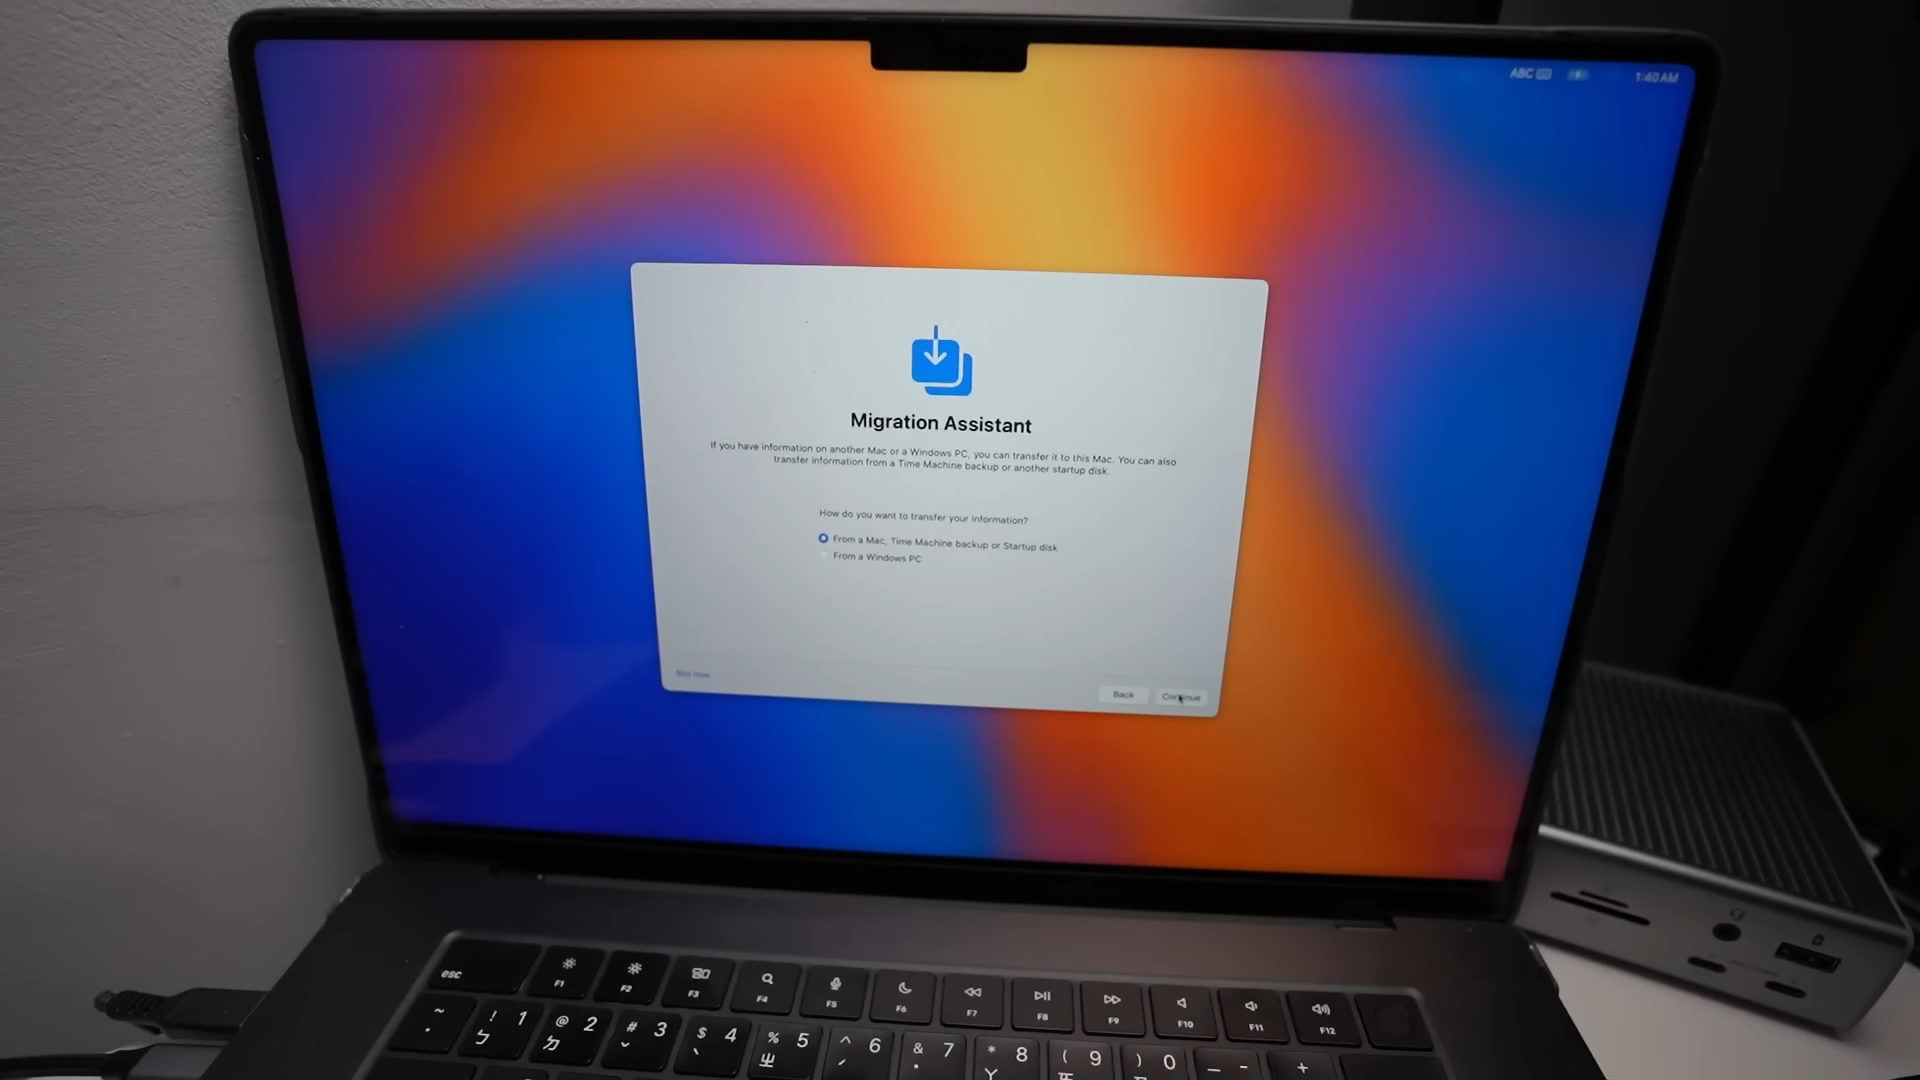 ABC
1:40 AM
Migration Assistant
If you have information on another Mac or a Windows PC, you can transfer it to this Mac. You can also
transfer information from a Time Machine backup or another startup disk.
How do you want to transfer your information?
From a Mac, Time Machine backup or Startup disk
From a Windows PC
Not now
Back Continue
esc F1 F2 F3 F4 F5 F6 F7 F8 F9 F10 F11 F12
~ ! 1 @ 2 # 3 $ 4 % 5 ^ 6 & 7 * 8 ( 9 ) 0 _ - +
ㄅ ㄉ ˇ ˋ ㄓ ˊ ˙ ㄚ